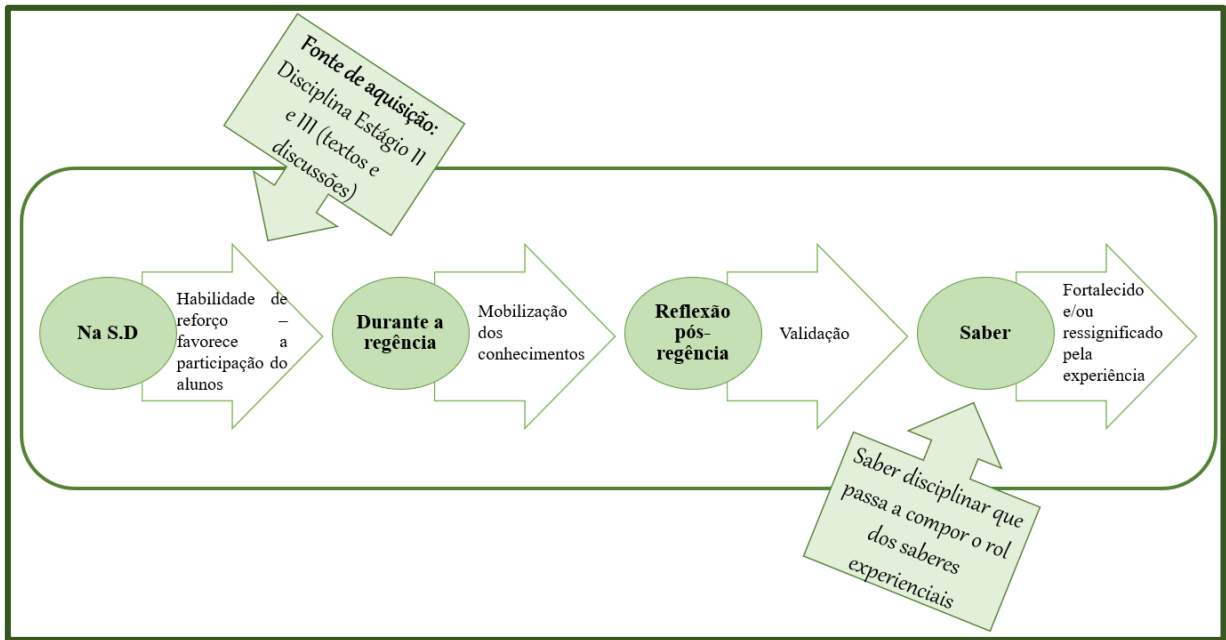 Fonte de aquisição:
Disciplina Estágio II
e III (textos e
discussões)
Na S.D
Habilidade de
reforço –
favorece a
participação do
alunos
Durante a
regência
Mobilização
dos
conhecimentos
Reflexão
pós-
regência
Validação
Saber
Fortalecido
e/ou
ressignificado
pela
experiência
Saber disciplinar que
passa a compor o rol
dos saberes
experienciais